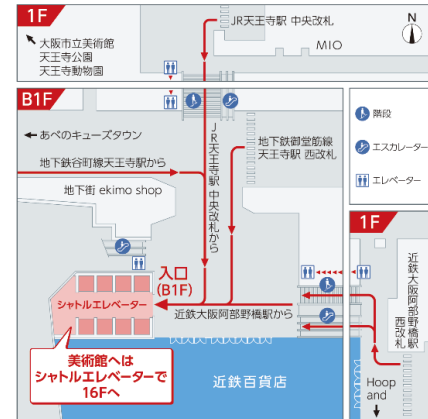 1F
JR天王寺駅 中央改札
MIO
N
大阪市立美術館
天王寺公園
天王寺動物園
B1F
あべのキューズタウン
地下鉄谷町線天王寺駅から
地下街 ekimo shop
JR天王寺駅 中央改札から
地下鉄御堂筋線
天王寺駅 西改札
階段
エスカレーター
エレベーター
1F
近鉄大阪阿部野橋駅
西改札
入口
(B1F)
シャトルエレベーター
近鉄大阪阿部野橋駅から
美術館へは
シャトルエレベーターで
16Fへ
近鉄百貨店
Hoop
and